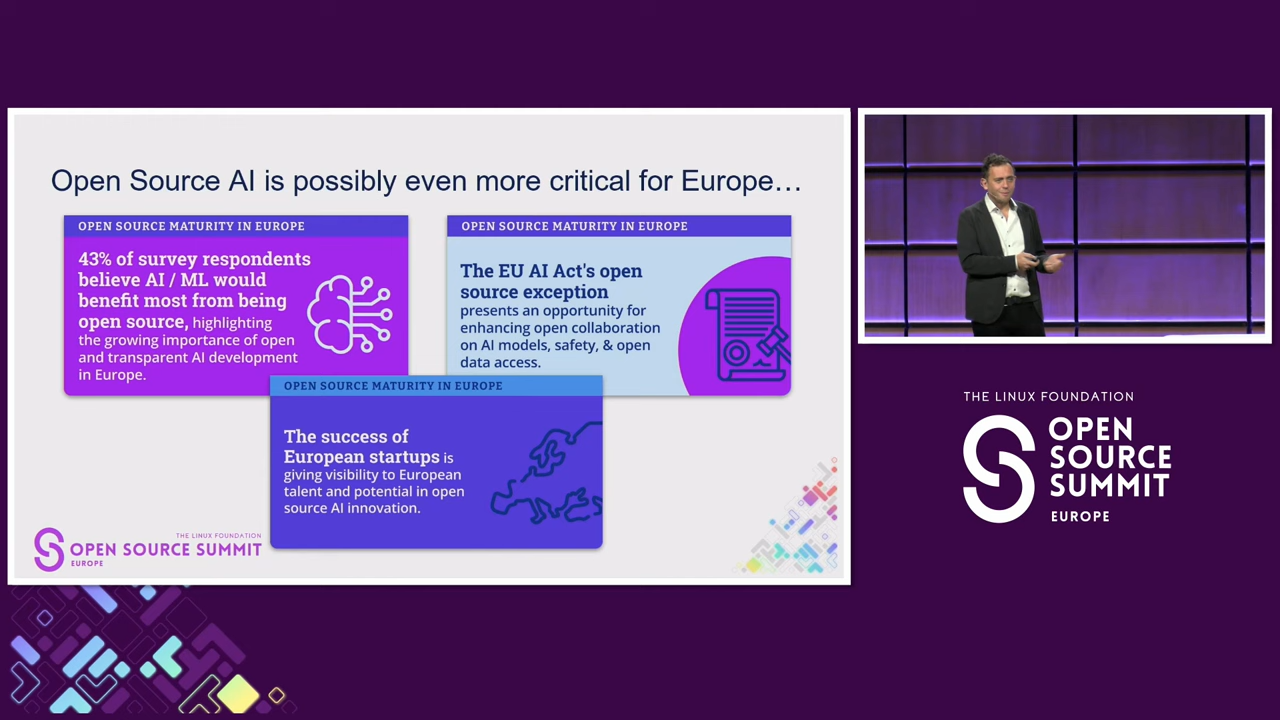 Open Source AI is possibly even more critical for Europe…
OPEN SOURCE MATURITY IN EUROPE
43% of survey respondents
believe AI / ML would
benefit most from being
open source, highlighting
the growing importance of open
and transparent AI development
in Europe.
OPEN SOURCE MATURITY IN EUROPE
The EU AI Act's open
source exception
presents an opportunity for
enhancing open collaboration
on AI models, safety, & open
data access.
OPEN SOURCE MATURITY IN EUROPE
The success of
European startups is
giving visibility to European
talent and potential in open
source AI innovation.
THE LINUX FOUNDATION
OPEN SOURCE SUMMIT
EUROPE
THE LINUX FOUNDATION
OPEN
SOURCE
SUMMIT
EUROPE